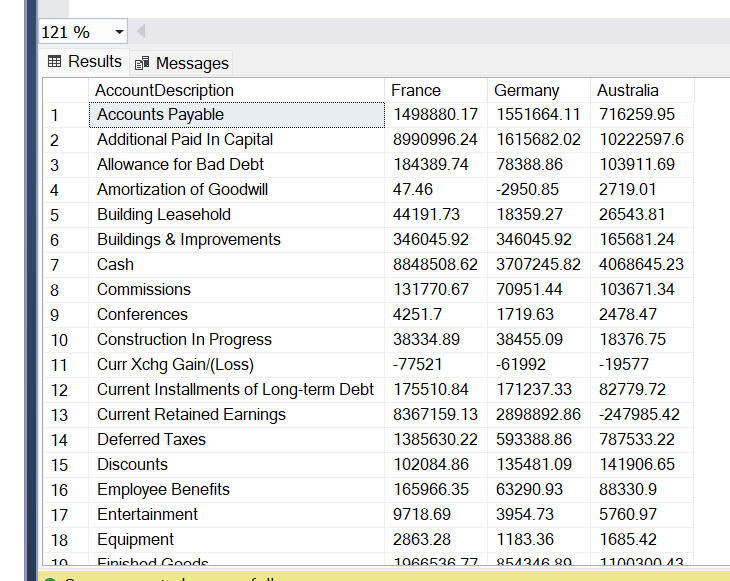 121 %
Results Messages
AccountDescription France Germany Australia
1 Accounts Payable 1498880.17 1551664.11 716259.95
2 Additional Paid In Capital 8990996.24 1615682.02 10222597.6
3 Allowance for Bad Debt 184389.74 78388.86 103911.69
4 Amortization of Goodwill 47.46 -2950.85 2719.01
5 Building Leasehold 44191.73 18359.27 26543.81
6 Buildings & Improvements 346045.92 346045.92 165681.24
7 Cash 8848508.62 3707245.82 4068645.23
8 Commissions 131770.67 70951.44 103671.34
9 Conferences 4251.7 1719.63 2478.47
10 Construction In Progress 38334.89 38455.09 18376.75
11 Curr Xchg Gain/(Loss) -77521 -61992 -19577
12 Current Installments of Long-term Debt 175510.84 171237.33 82779.72
13 Current Retained Earnings 8367159.13 2898892.86 -247985.42
14 Deferred Taxes 1385630.22 593388.86 787533.22
15 Discounts 102084.86 135481.09 141906.65
16 Employee Benefits 165966.35 63290.93 88330.9
17 Entertainment 9718.69 3954.73 5760.97
18 Equipment 2863.28 1183.36 1685.42
19 Finished Goods 1966536.77 854346.89 1100300.43